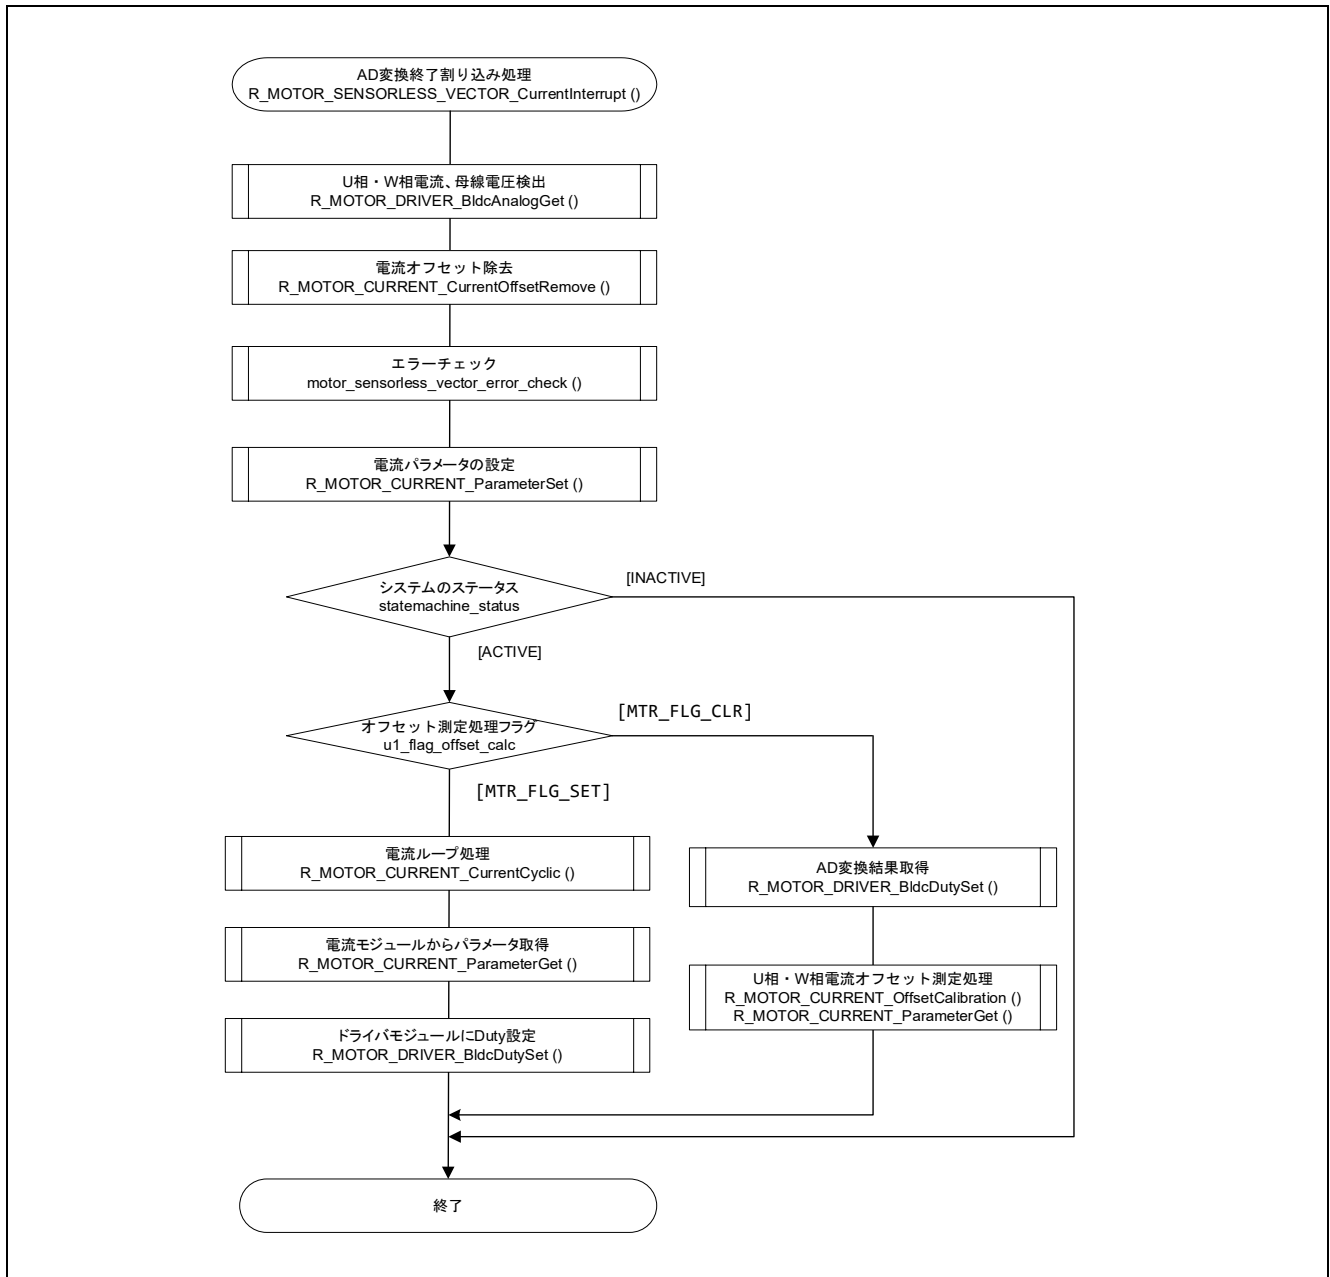 AD変換終了割り込み処理
R_MOTOR_SENSORLESS_VECTOR_CurrentInterrupt ()
U相・W相電流、母線電圧検出
R_MOTOR_DRIVER_BldcAnalogGet ()
電流オフセット除去
R_MOTOR_CURRENT_CurrentOffsetRemove ()
エラーチェック
motor_sensorless_vector_error_check ()
電流パラメータの設定
R_MOTOR_CURRENT_ParameterSet ()
システムのステータス
statemachine_status
[INACTIVE]
[ACTIVE]
オフセット測定処理フラグ
u1_flag_offset_calc
[MTR_FLG_CLR]
[MTR_FLG_SET]
電流ループ処理
R_MOTOR_CURRENT_CurrentCyclic ()
電流モジュールからパラメータ取得
R_MOTOR_CURRENT_ParameterGet ()
ドライバモジュールにDuty設定
R_MOTOR_DRIVER_BldcDutySet ()
AD変換結果取得
R_MOTOR_DRIVER_BldcDutySet ()
U相・W相電流オフセット測定処理
R_MOTOR_CURRENT_OffsetCalibration ()
R_MOTOR_CURRENT_ParameterGet ()
終了